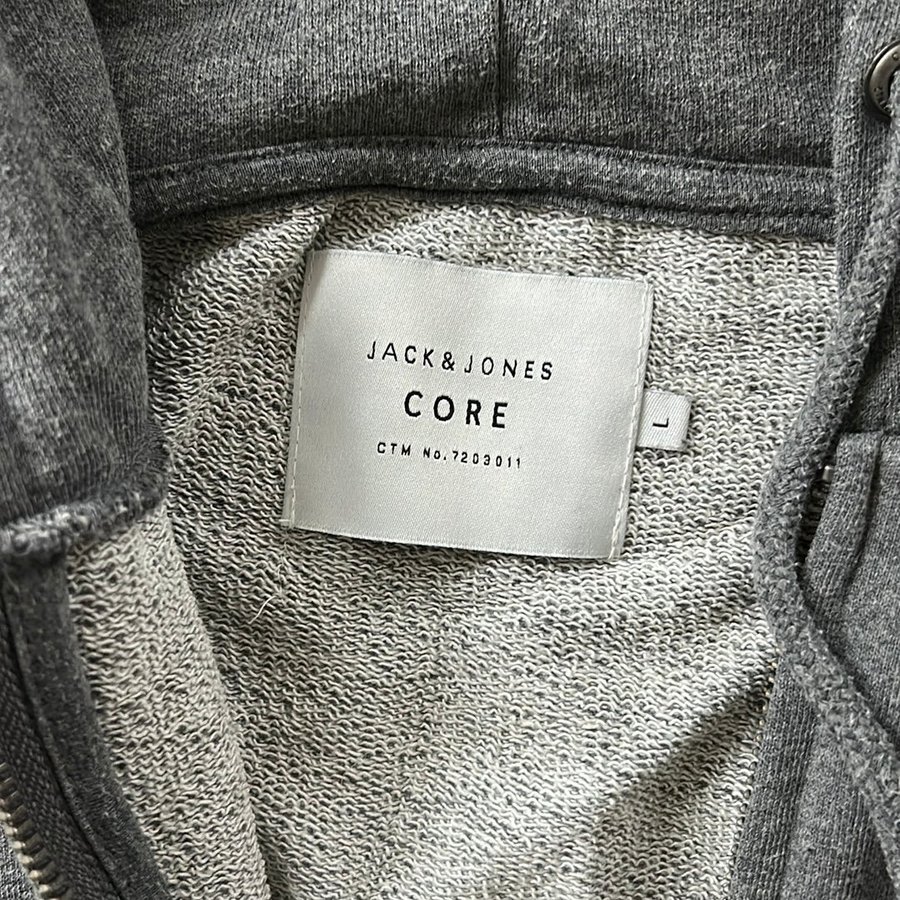 JACK & JONES
CORE
CTM No. 7203011
L